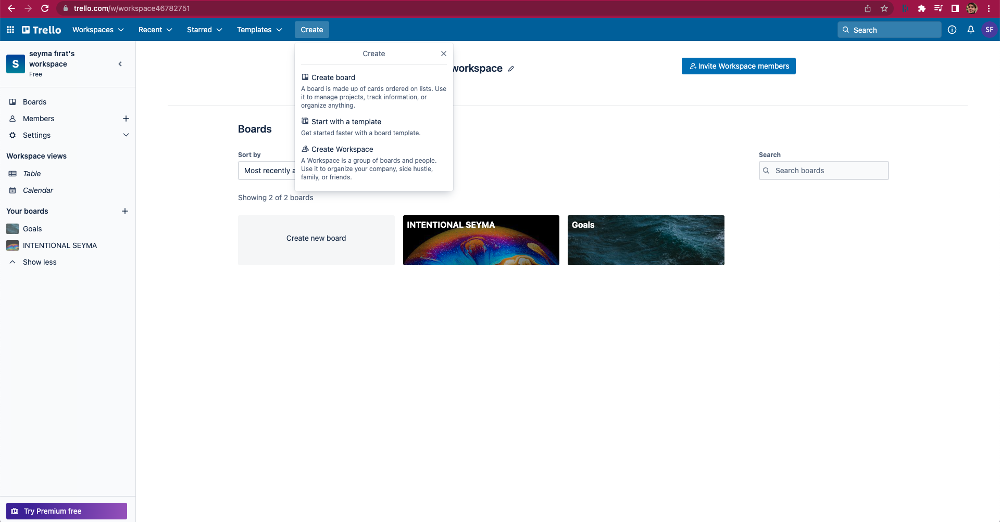 trello.com/w/workspace46782751
Trello
Workspaces
Recent
Starred
Templates
Create
Search
SF
S
seyma fırat's
workspace
Free
Boards
Members
Settings
Workspace views
Table
Calendar
Your boards
Goals
INTENTIONAL SEYMA
Show less
Try Premium free
Create
Create board
A board is made up of cards ordered on lists. Use
it to manage projects, track information, or
organize anything.
Start with a template
Get started faster with a board template.
Create Workspace
A Workspace is a group of boards and people.
Use it to organize your company, side hustle,
family, or friends.
workspace
Invite Workspace members
Boards
Sort by
Most recently a
Search
Search boards
Showing 2 of 2 boards
Create new board
INTENTIONAL SEYMA
Goals